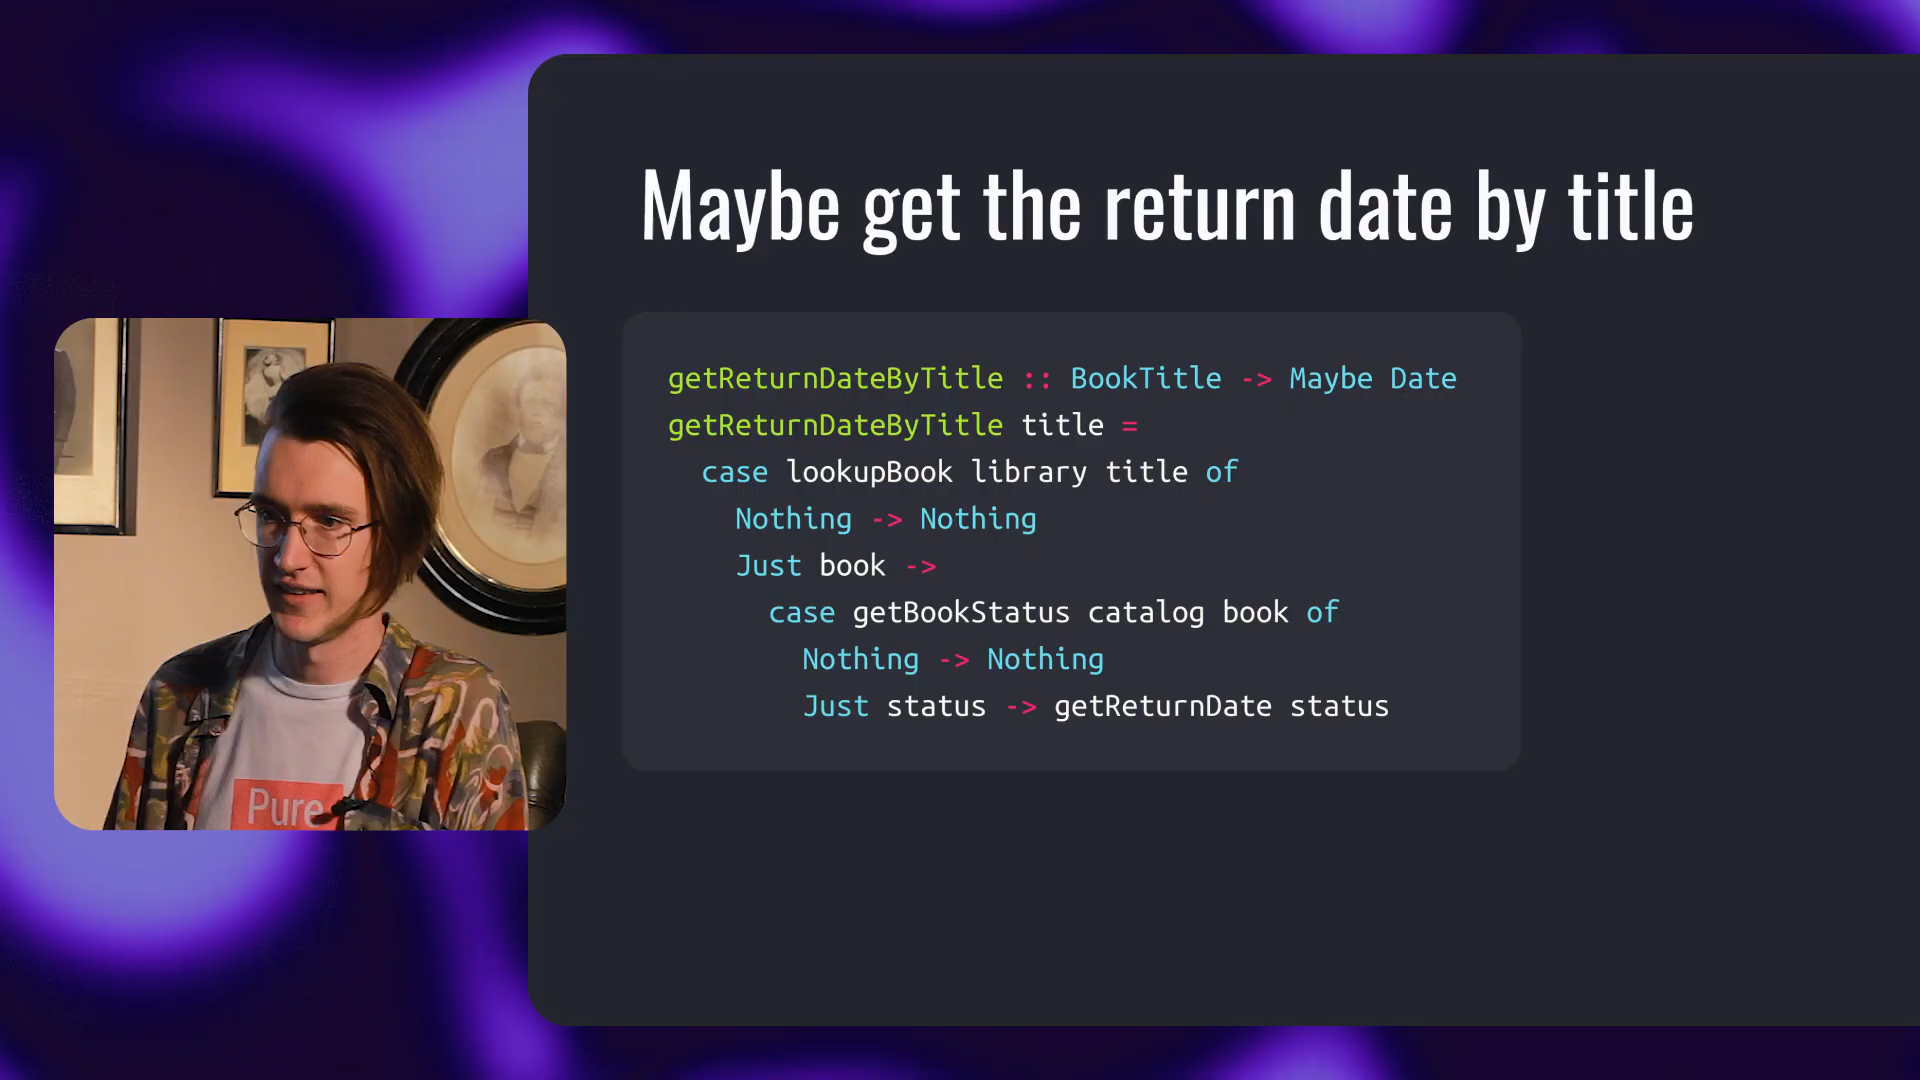 Maybe get the return date by title
getReturnDateByTitle :: BookTitle -> Maybe Date
getReturnDateByTitle title =
  case lookupBook library title of
    Nothing -> Nothing
    Just book ->
      case getBookStatus catalog book of
        Nothing -> Nothing
        Just status -> getReturnDate status
Pure